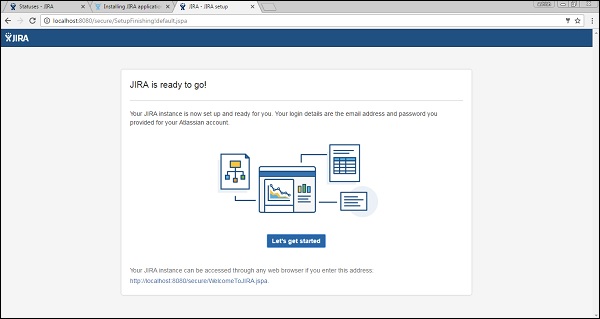 Statuses - JIRA
Installing JIRA application
JIRA - JIRA setup
localhost:8080/secure/SetupFinishing!default.jspa
JIRA
JIRA is ready to go!
Your JIRA instance is now set up and ready for you. Your login details are the email address and password you
provided for your Atlassian account.
Let's get started
Your JIRA instance can be accessed through any web browser if you enter this address:
http://localhost:8080/secure/WelcomeToJIRA.jspa.